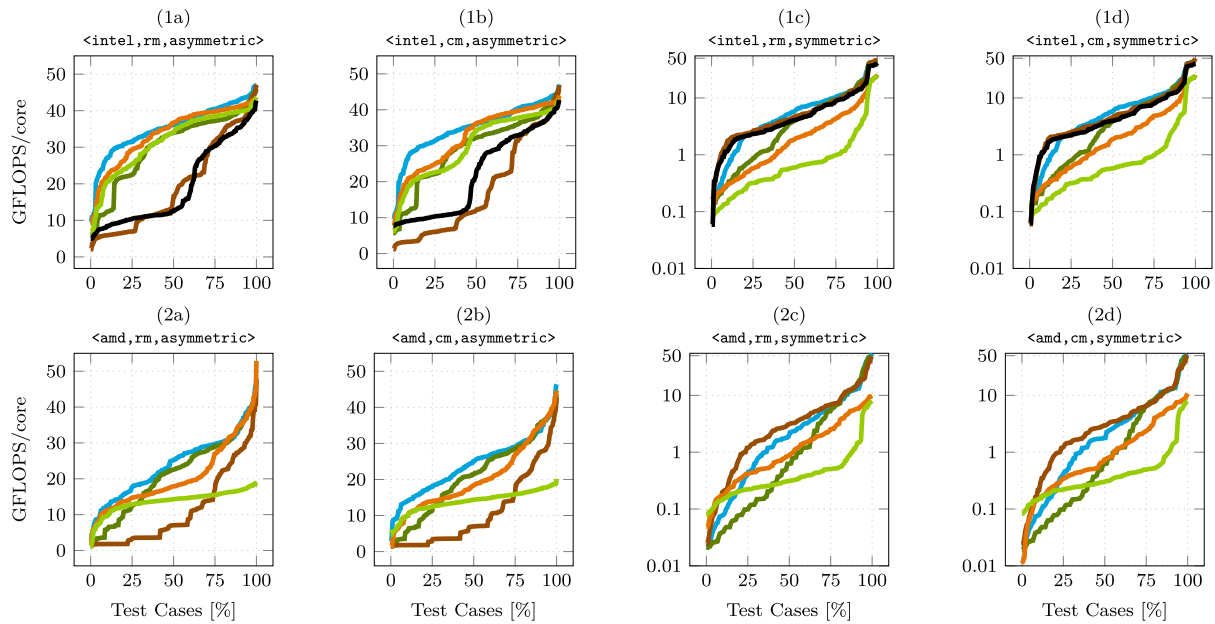 (1a) (1b) (1c) (1d)
<intel,rm,asymmetric> <intel,cm,asymmetric> <intel,rm,symmetric> <intel,cm,symmetric>
GFLOPS/core
50 40 30 20 10 0
0 25 50 75 100
50 40 30 20 10 0
0 25 50 75 100
50 10 1 0.1 0.01
0 25 50 75 100
50 10 1 0.1 0.01
0 25 50 75 100
(2a) (2b) (2c) (2d)
<amd,rm,asymmetric> <amd,cm,asymmetric> <amd,rm,symmetric> <amd,cm,symmetric>
GFLOPS/core
50 40 30 20 10 0
0 25 50 75 100
50 40 30 20 10 0
0 25 50 75 100
50 10 1 0.1 0.01
0 25 50 75 100
50 10 1 0.1 0.01
0 25 50 75 100
Test Cases [%] Test Cases [%] Test Cases [%] Test Cases [%]